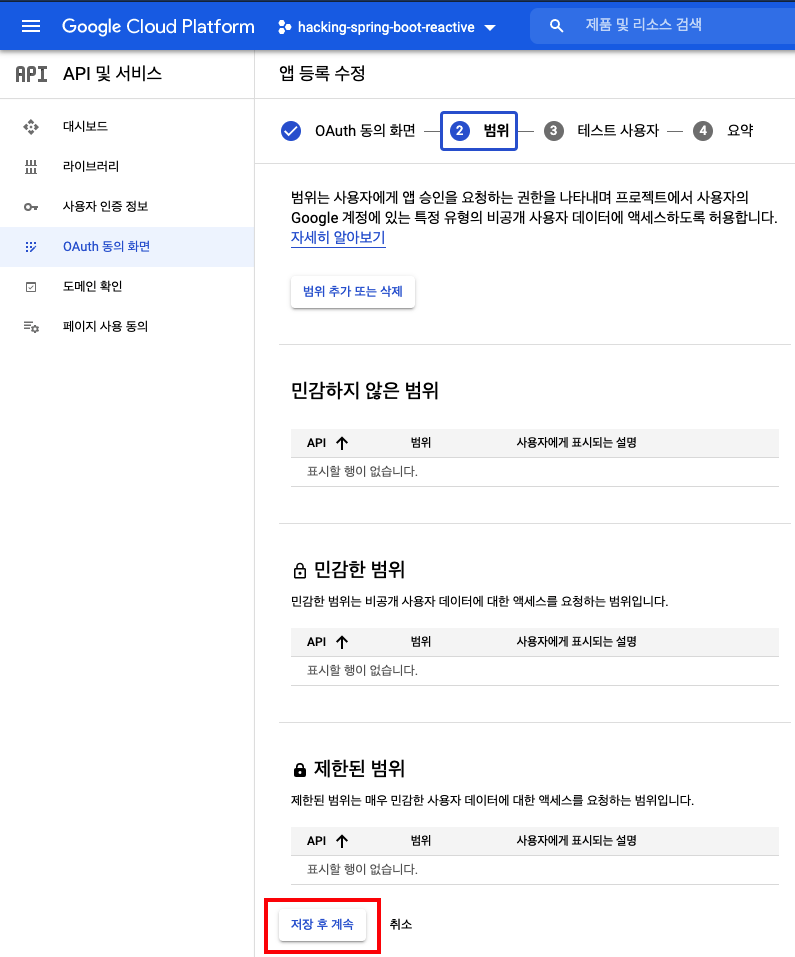 Google Cloud Platform
hacking-spring-boot-reactive
제품 및 리소스 검색
API API 및 서비스
앱 등록 수정
대시보드
라이브러리
사용자 인증 정보
OAuth 동의 화면
도메인 확인
페이지 사용 동의
OAuth 동의 화면
2 범위
3 테스트 사용자
4 요약
범위는 사용자에게 앱 승인을 요청하는 권한을 나타내며 프로젝트에서 사용자의
Google 계정에 있는 특정 유형의 비공개 사용자 데이터에 액세스하도록 허용합니다.
자세히 알아보기
범위 추가 또는 삭제
민감하지 않은 범위
API 범위 사용자에게 표시되는 설명
표시할 행이 없습니다.
민감한 범위
민감한 범위는 비공개 사용자 데이터에 대한 액세스를 요청하는 범위입니다.
API 범위 사용자에게 표시되는 설명
표시할 행이 없습니다.
제한된 범위
제한된 범위는 매우 민감한 사용자 데이터에 대한 액세스를 요청하는 범위입니다.
API 범위 사용자에게 표시되는 설명
표시할 행이 없습니다.
저장 후 계속 취소